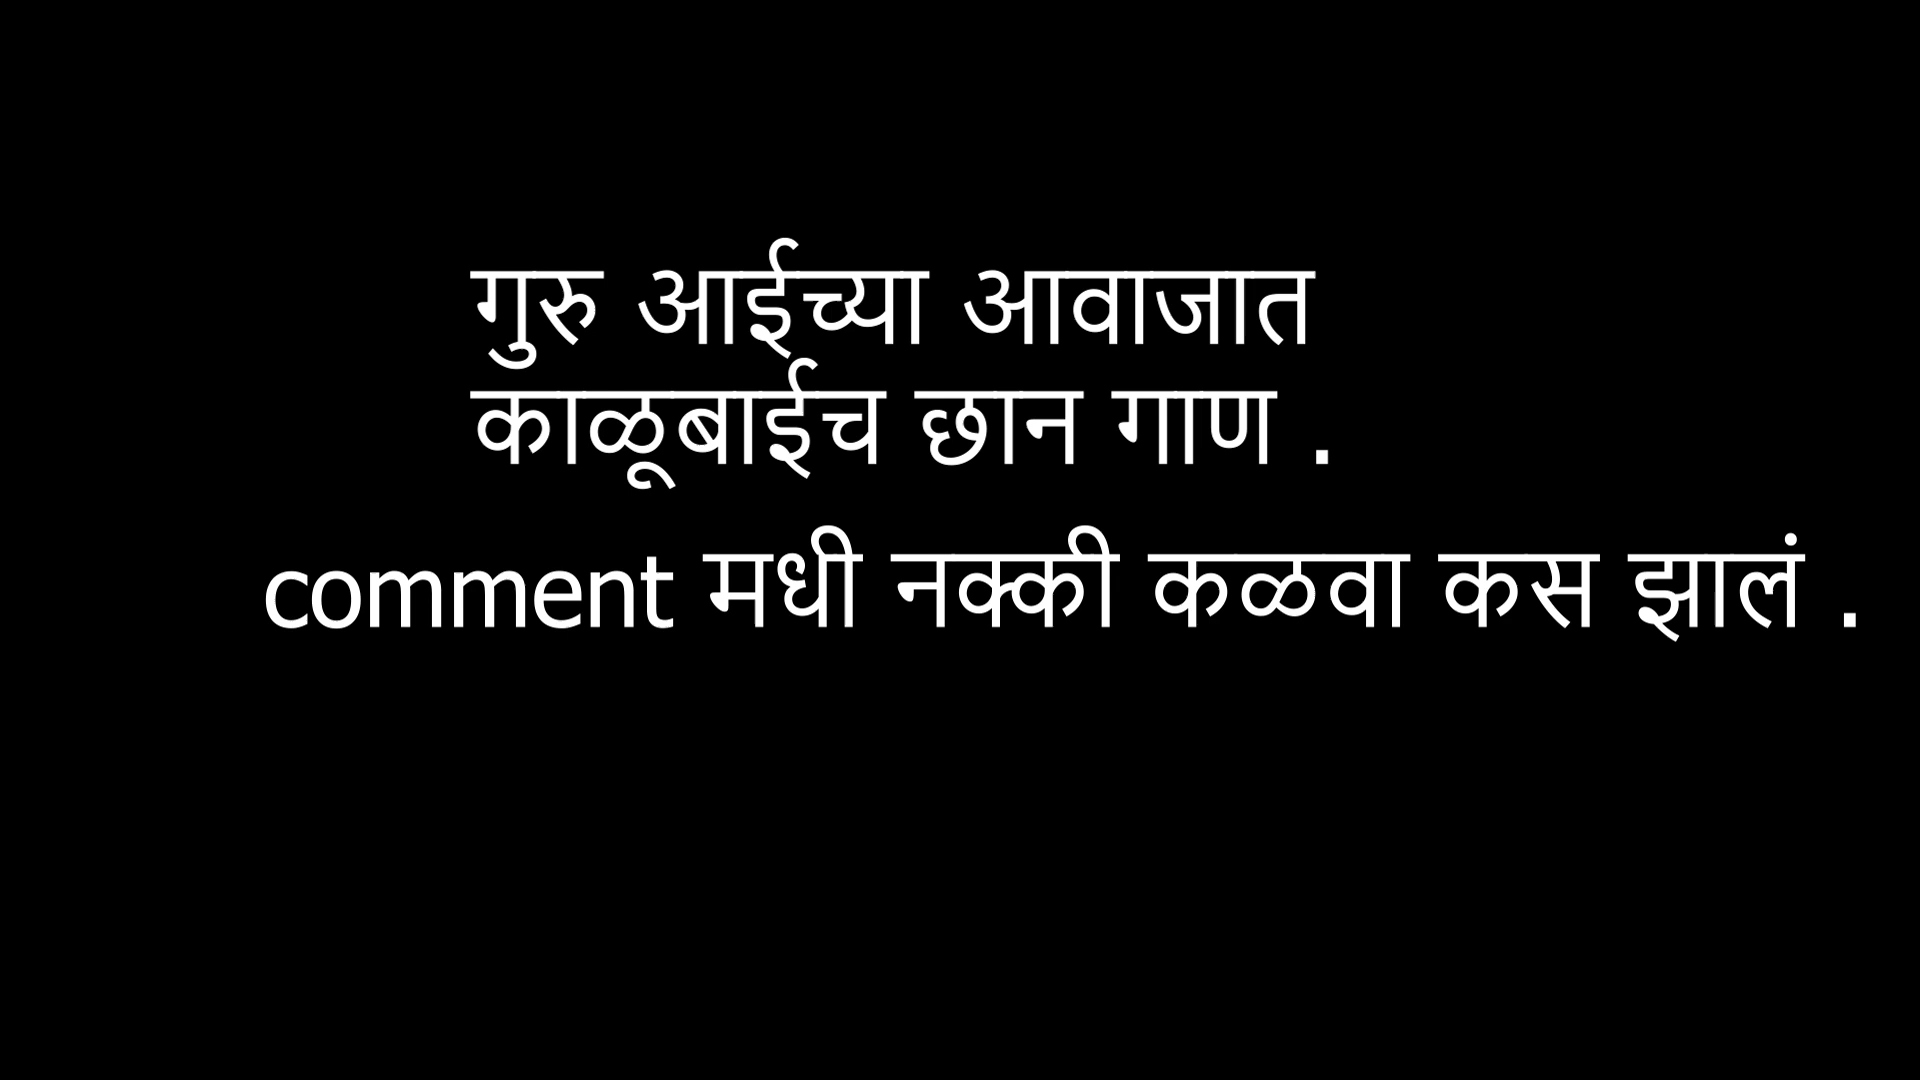 गुरु आईच्या आवाजात
काळूबाईच छान गाण .
comment मधी नक्की कळवा कस झालं .